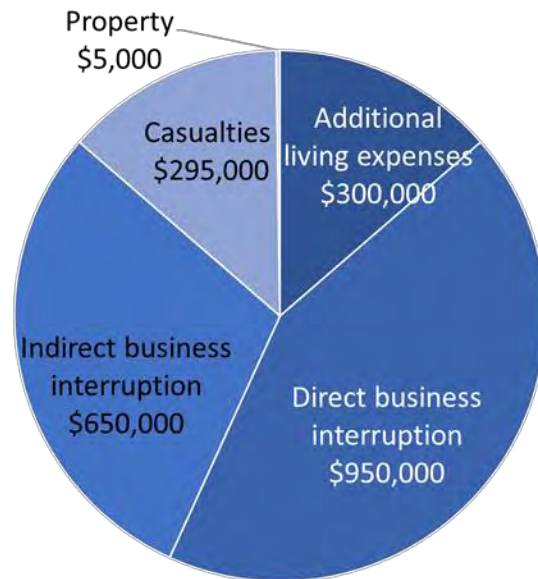 Property
$5,000
Casualties
$295,000
Additional
living expenses
$300,000
Indirect business
interruption
$650,000
Direct business
interruption
$950,000